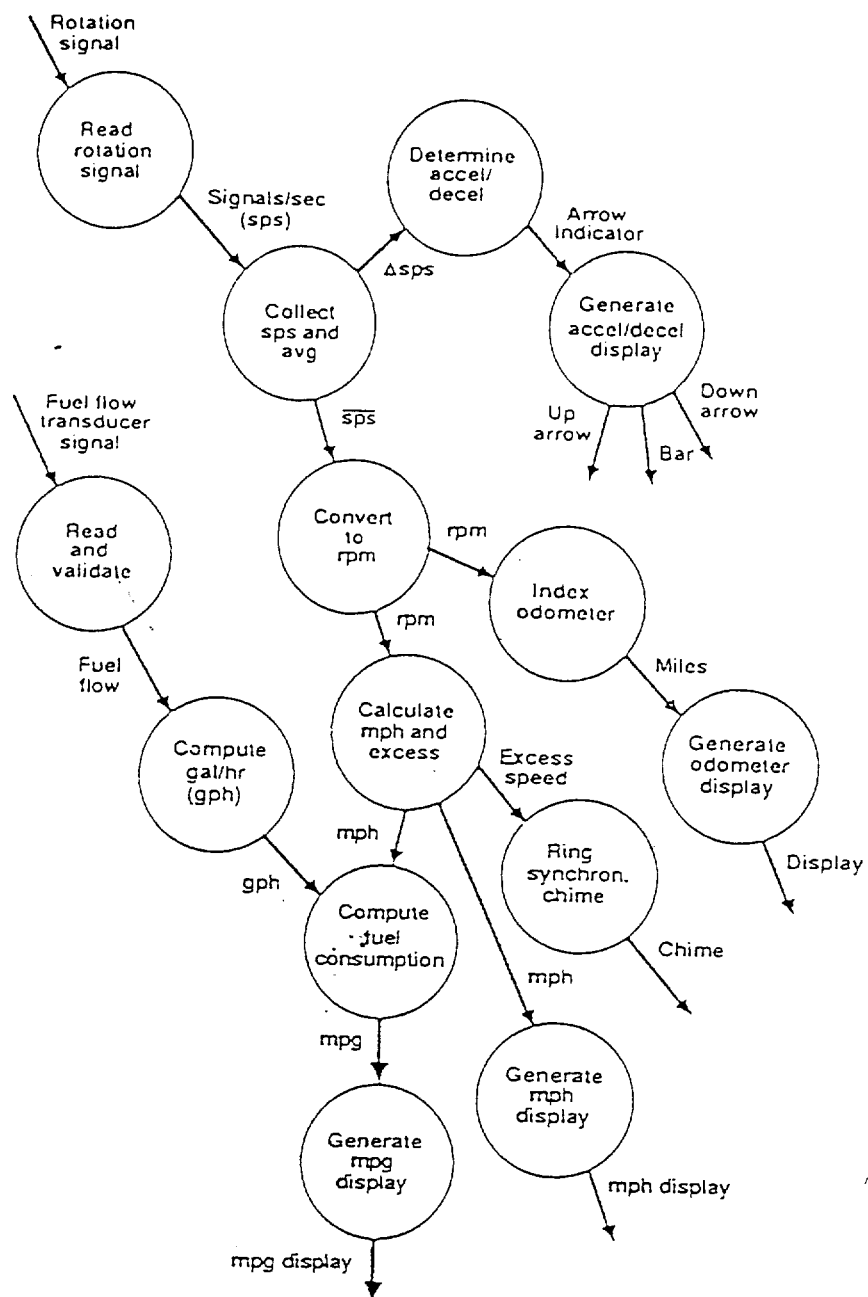 Rotation
signal
Read
rotation
signal
Signals/sec
(sps)
Determine
accel/
decel
Arrow
Indicator
Δsps
Collect
sps and
avg
Generate
accel/decel
display
Up
arrow
Bar
Down
arrow
Fuel flow
transducer
signal
s̅p̅s̅
Read
and
validate
Convert
to
rpm
rpm
Index
odometer
rpm
Miles
Fuel
flow
Calculate
mph and
excess
Generate
odometer
display
Compute
gal/hr
(gph)
Excess
speed
mph
Ring
synchron.
chime
Display
gph
Compute
fuel
consumption
Chime
mph
mpg
Generate
mph
display
Generate
mpg
display
mph display
mpg display